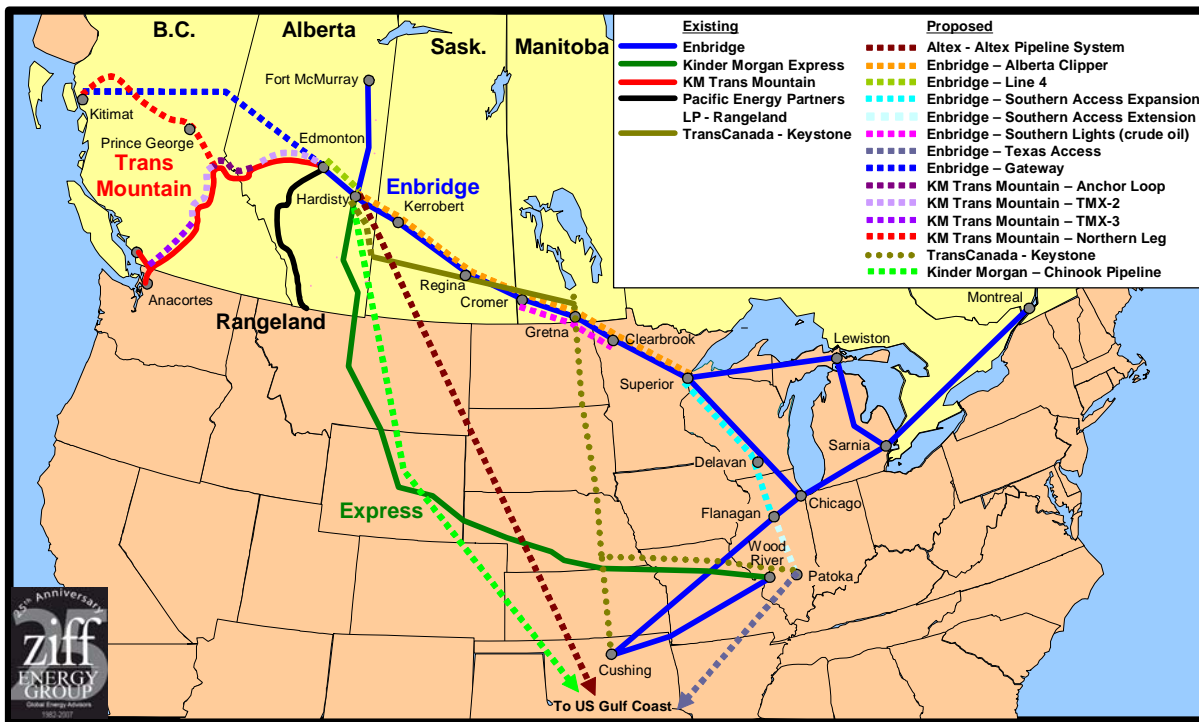 B.C.
Alberta
Sask.
Manitoba
Fort McMurray
Kitimat
Prince George
Trans
Mountain
Edmonton
Hardisty
Enbridge
Kerrobert
Regina
Cromer
Gretna
Clearbrook
Anacortes
Rangeland
Superior
Lewiston
Montreal
Sarnia
Delavan
Chicago
Flanagan
Express
Wood
River
Patoka
Cushing
To US Gulf Coast
Existing
Enbridge
Kinder Morgan Express
KM Trans Mountain
Pacific Energy Partners
LP - Rangeland
TransCanada - Keystone
Proposed
Altex - Altex Pipeline System
Enbridge – Alberta Clipper
Enbridge – Line 4
Enbridge – Southern Access Expansion
Enbridge – Southern Access Extension
Enbridge – Southern Lights (crude oil)
Enbridge – Texas Access
Enbridge – Gateway
KM Trans Mountain – Anchor Loop
KM Trans Mountain – TMX-2
KM Trans Mountain – TMX-3
KM Trans Mountain – Northern Leg
TransCanada - Keystone
Kinder Morgan – Chinook Pipeline
25th Anniversary
25
ziff
ENERGY
GROUP
Global Energy Advisors
1982-2007